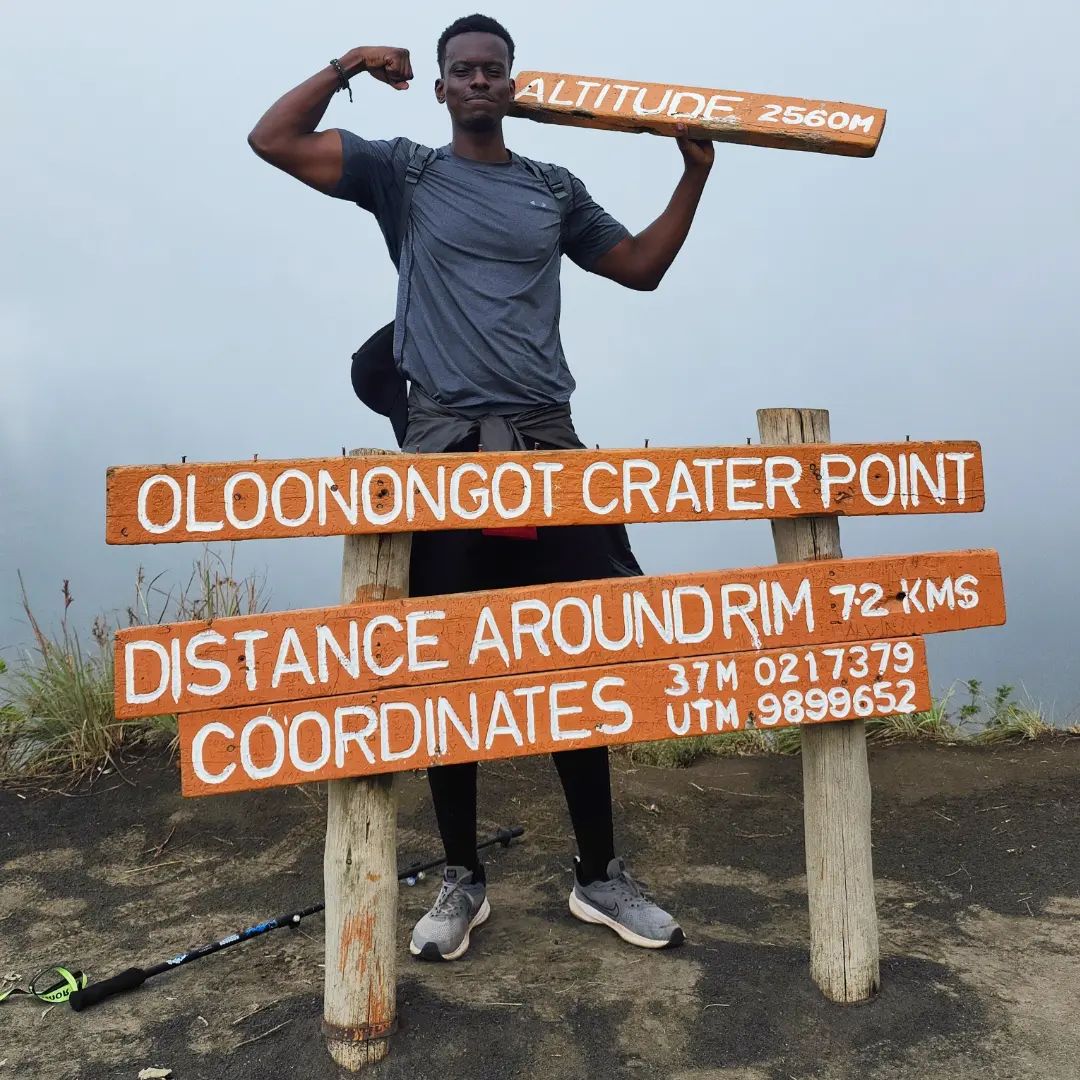 ALTITUDE 2560M
OLOONONGOT CRATER POINT
DISTANCE AROUND RIM 7.2 KMS
COORDINATES 37M 0217379
UTM 9899652